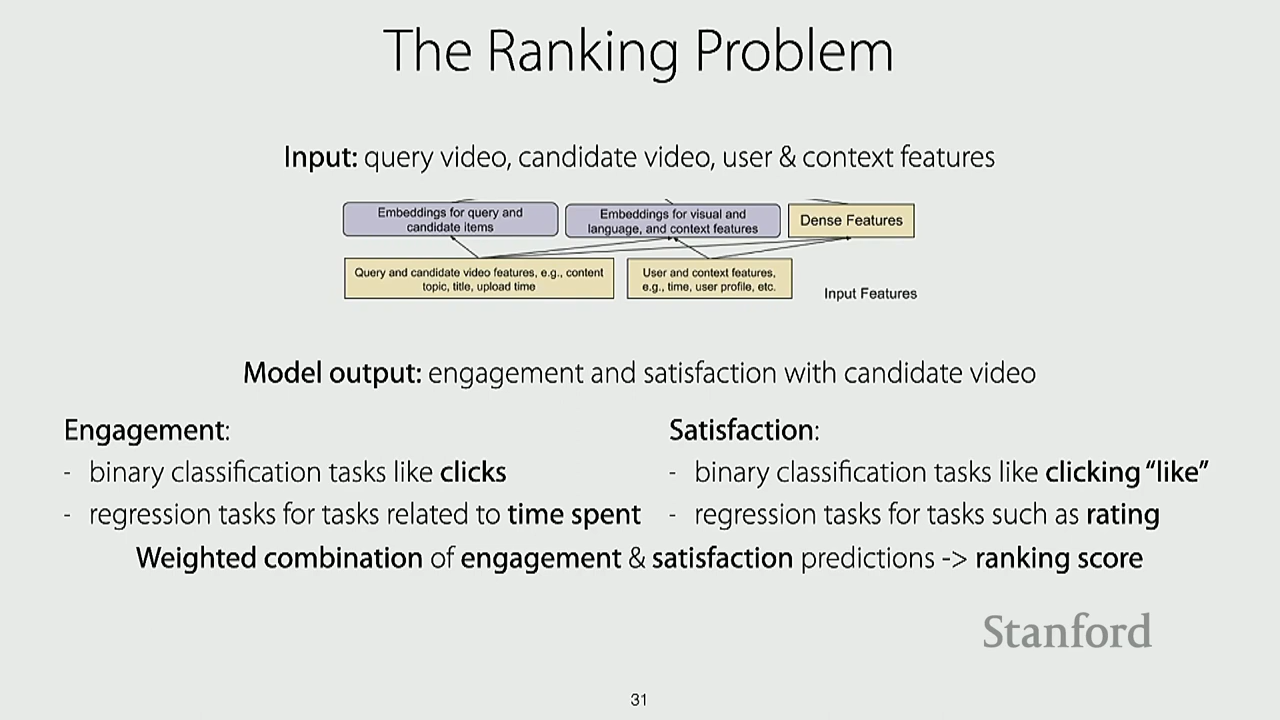 The Ranking Problem
Input: query video, candidate video, user & context features
Embeddings for query and
candidate items
Embeddings for visual and
language, and context features
Dense Features
Query and candidate video features, e.g., content
topic, title, upload time
User and context features,
e.g., time, user profile, etc.
Input Features
Model output: engagement and satisfaction with candidate video
Engagement:
- binary classification tasks like clicks
- regression tasks for tasks related to time spent
Satisfaction:
- binary classification tasks like clicking “like”
- regression tasks for tasks such as rating
Weighted combination of engagement & satisfaction predictions -> ranking score
Stanford
31